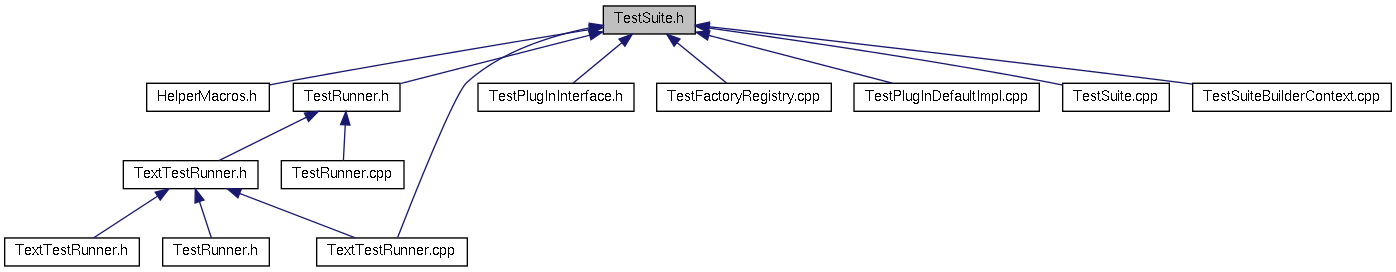 TestSuite.h
HelperMacros.h
TestRunner.h
TestPlugInInterface.h
TestFactoryRegistry.cpp
TestPlugInDefaultImpl.cpp
TestSuite.cpp
TestSuiteBuilderContext.cpp
TextTestRunner.h
TestRunner.cpp
TextTestRunner.h
TestRunner.h
TextTestRunner.cpp